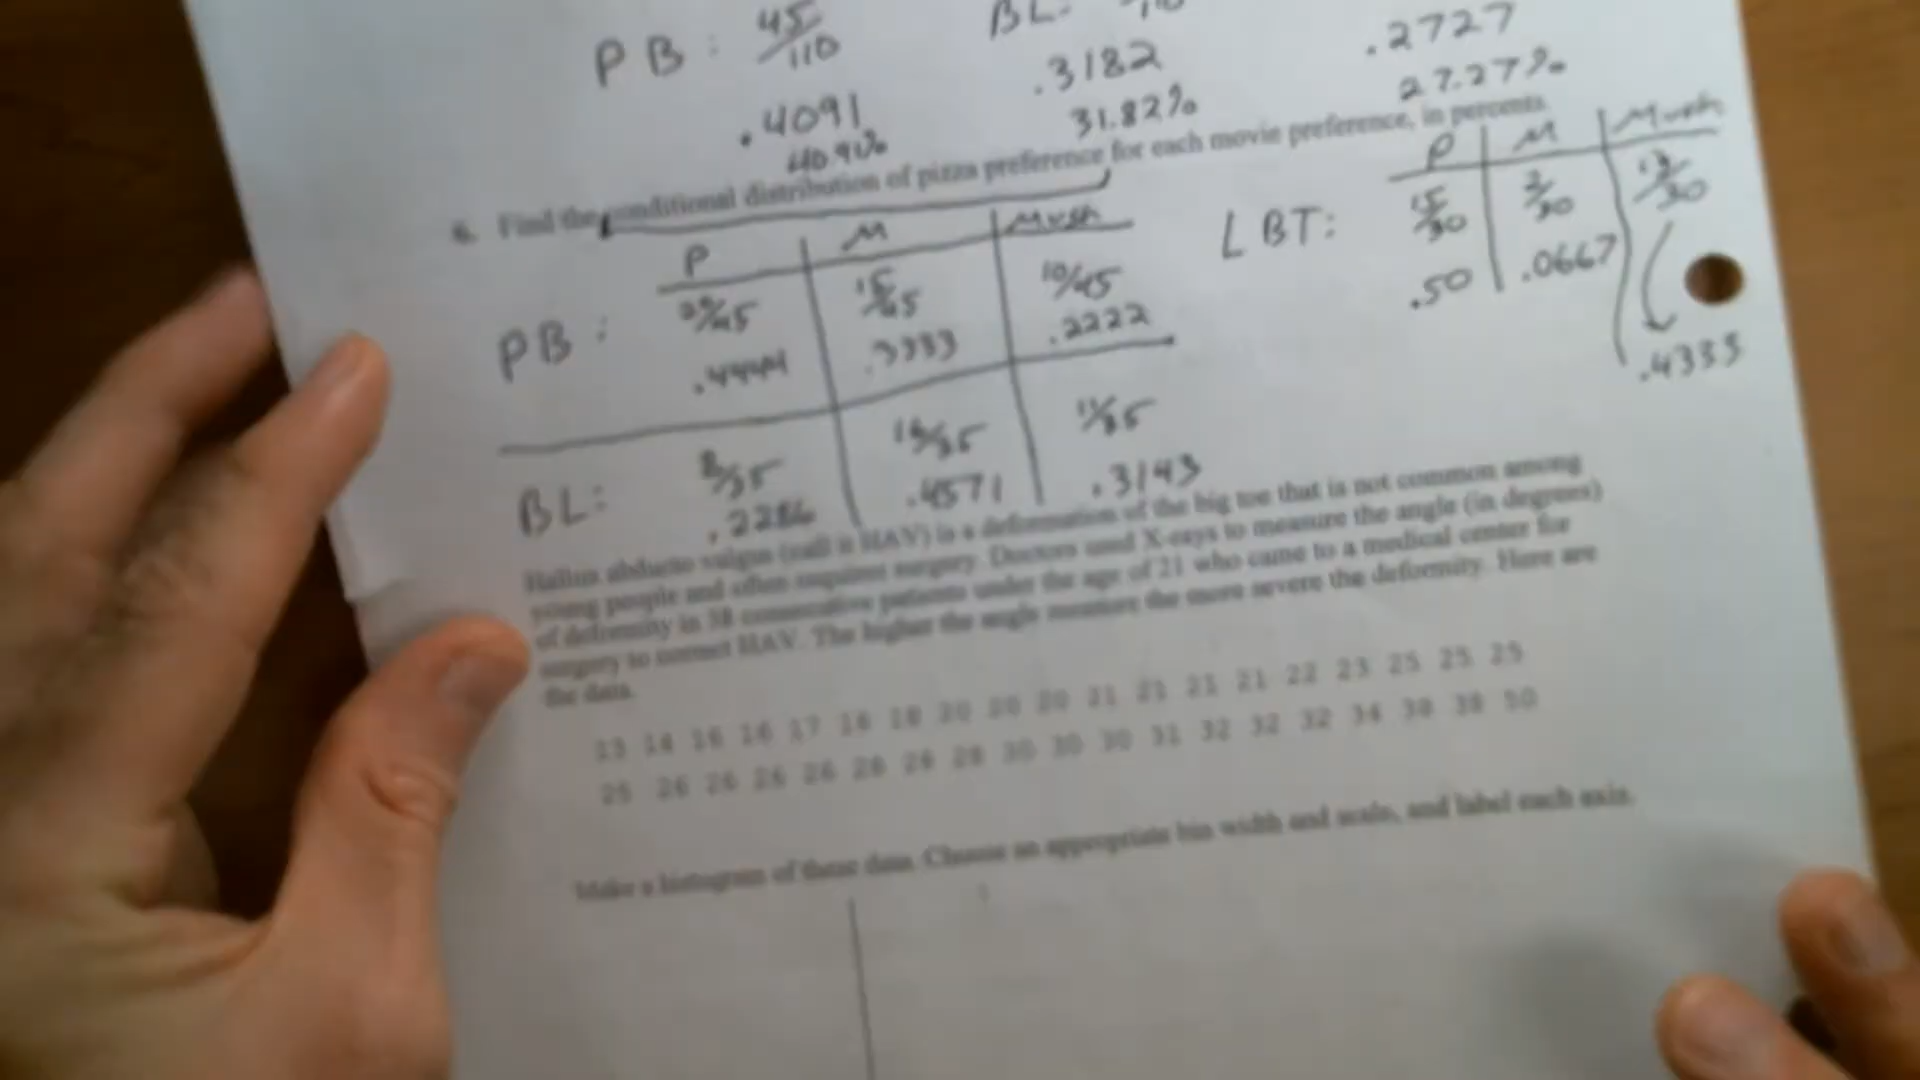 PB: 45/110
BL:
.4091
40.91%
.3182
31.82%
.2727
27.27%
6. Find the conditional distribution of pizza preference for each movie preference, in percents.
P M Mush
PB: 20/45 15/45 10/45
.4444 .3333 .2222
BL: 8/35 16/35 11/35
.2286 .4571 .3143
P M Mush
LBT: 15/30 2/30 13/30
.50 .0667 .4333
Hallux abducto valgus (call it HAV) is a deformation of the big toe that is not common among
young people and often requires surgery. Doctors used X-rays to measure the angle (in degrees)
of deformity in 38 consecutive patients under the age of 21 who came to a medical center for
surgery to correct HAV. The higher the angle measure the more severe the deformity. Here are
the data.
13 14 16 16 17 18 18 20 20 20 21 21 21 21 22 23 25 25 25
25 26 26 26 26 28 28 28 30 30 30 31 32 32 32 34 38 38 50
Make a histogram of these data. Choose an appropriate bin width and scale, and label each axis.